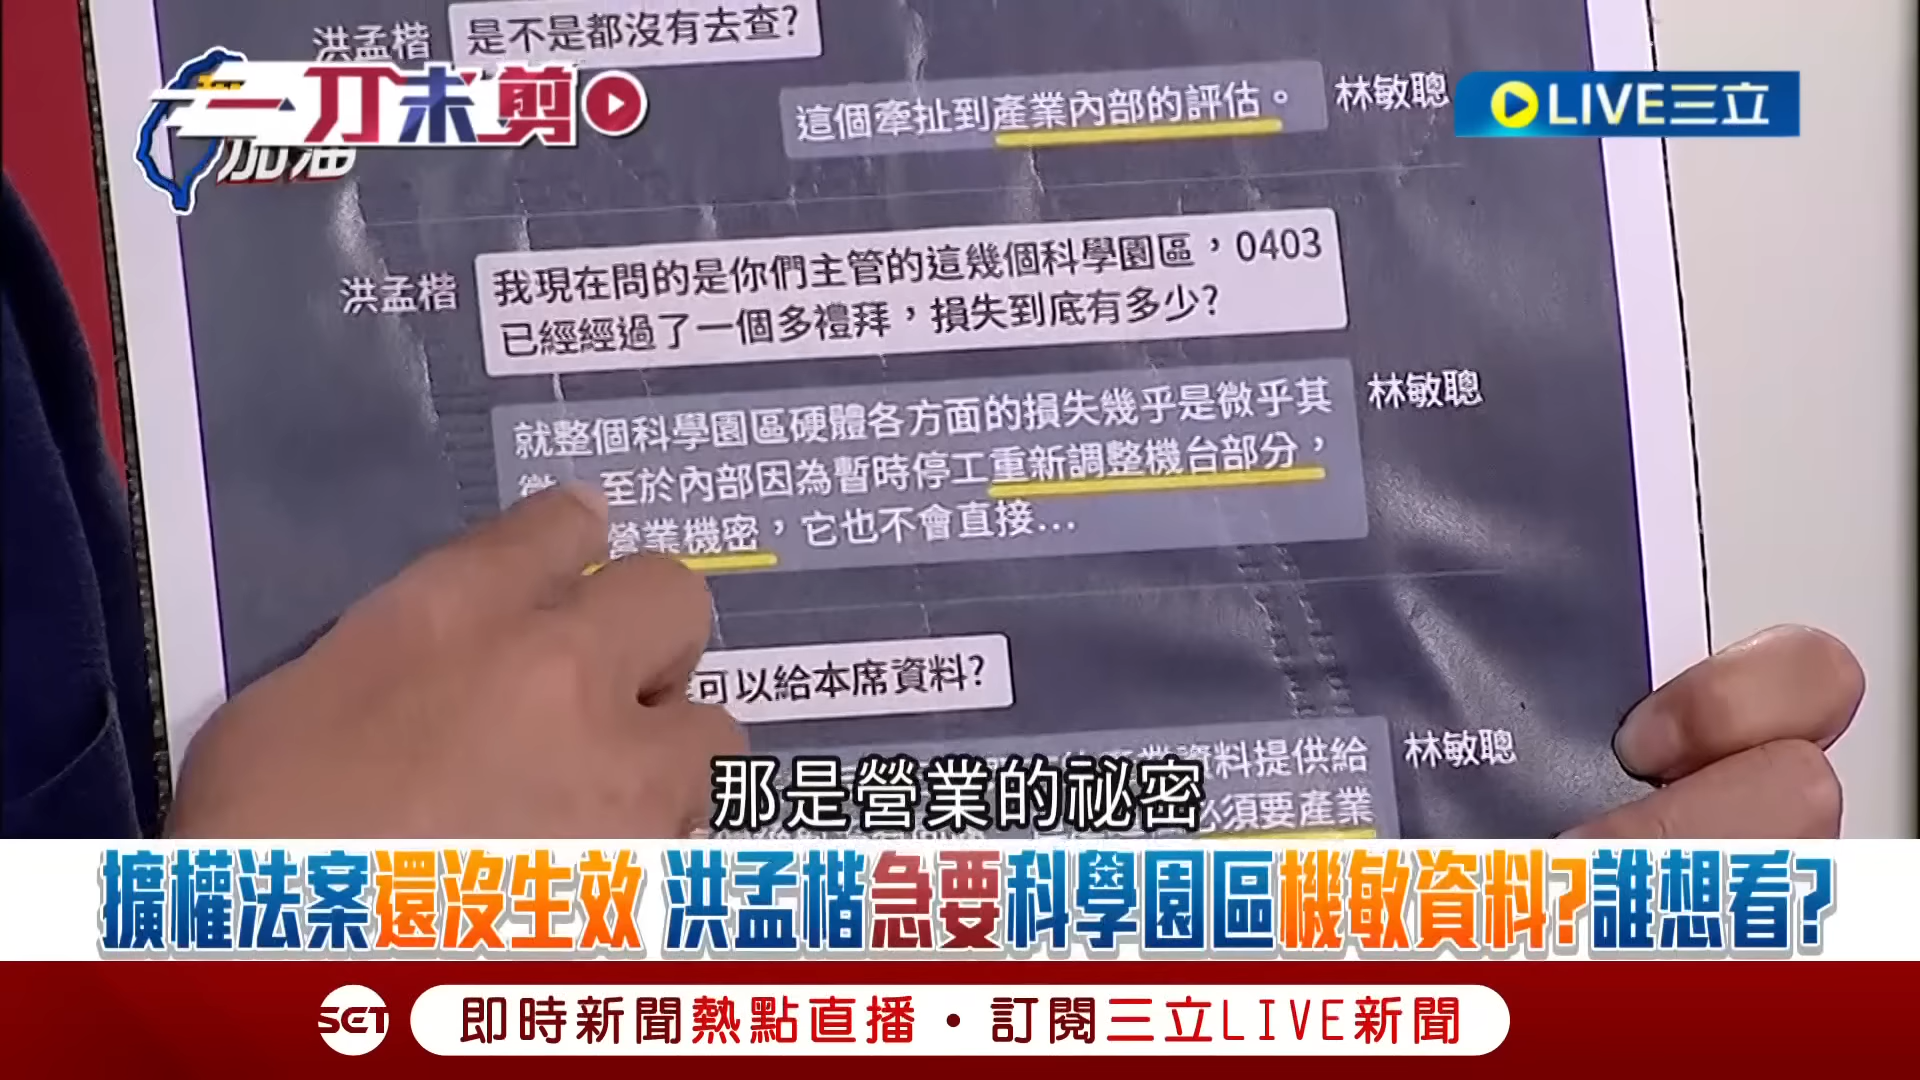 洪孟楷
是不是都沒有去查?
一刀未剪
加油
這個牽扯到產業內部的評估。
林敏聰
LIVE三立
洪孟楷
我現在問的是你們主管的這幾個科學園區，0403
已經經過了一個多禮拜，損失到底有多少?
林敏聰
就整個科學園區硬體各方面的損失幾乎是微乎其
至於內部因為暫時停工重新調整機台部分，
營業機密，它也不會直接…
可以給本席資料?
林敏聰
資料提供給
必須要產業
那是營業的祕密
擴權法案還沒生效 洪孟楷急要科學園區機敏資料?誰想看?
SET
即時新聞熱點直播・訂閱三立LIVE新聞